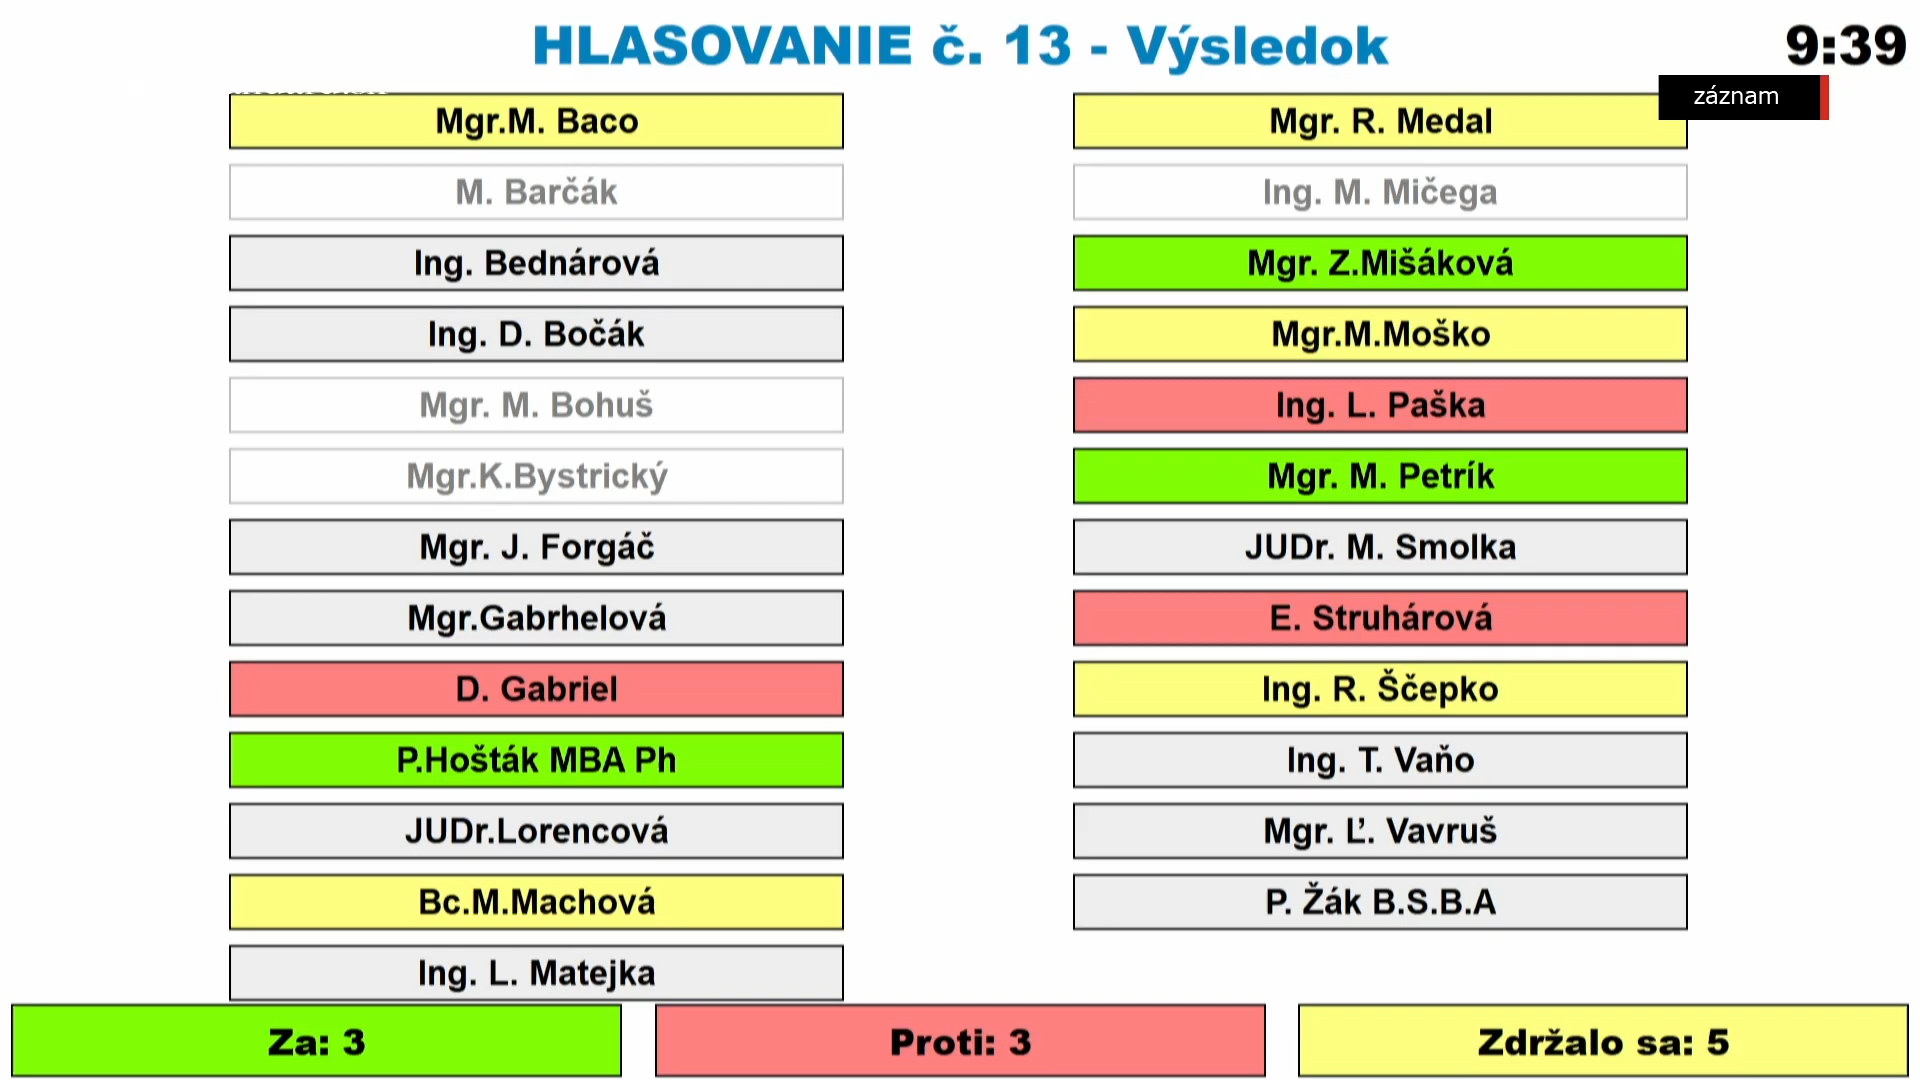 HLASOVANIE č. 13 - Výsledok
9:39
záznam
Mgr.M. Baco
M. Barčák
Ing. Bednárová
Ing. D. Bočák
Mgr. M. Bohuš
Mgr.K.Bystrický
Mgr. J. Forgáč
Mgr.Gabrhelová
D. Gabriel
P.Hošták MBA Ph
JUDr.Lorencová
Bc.M.Machová
Ing. L. Matejka
Mgr. R. Medal
Ing. M. Mičega
Mgr. Z.Mišáková
Mgr.M.Moško
Ing. L. Paška
Mgr. M. Petrík
JUDr. M. Smolka
E. Struhárová
Ing. R. Ščepko
Ing. T. Vaňo
Mgr. Ľ. Vavruš
P. Žák B.S.B.A
Za: 3
Proti: 3
Zdržalo sa: 5